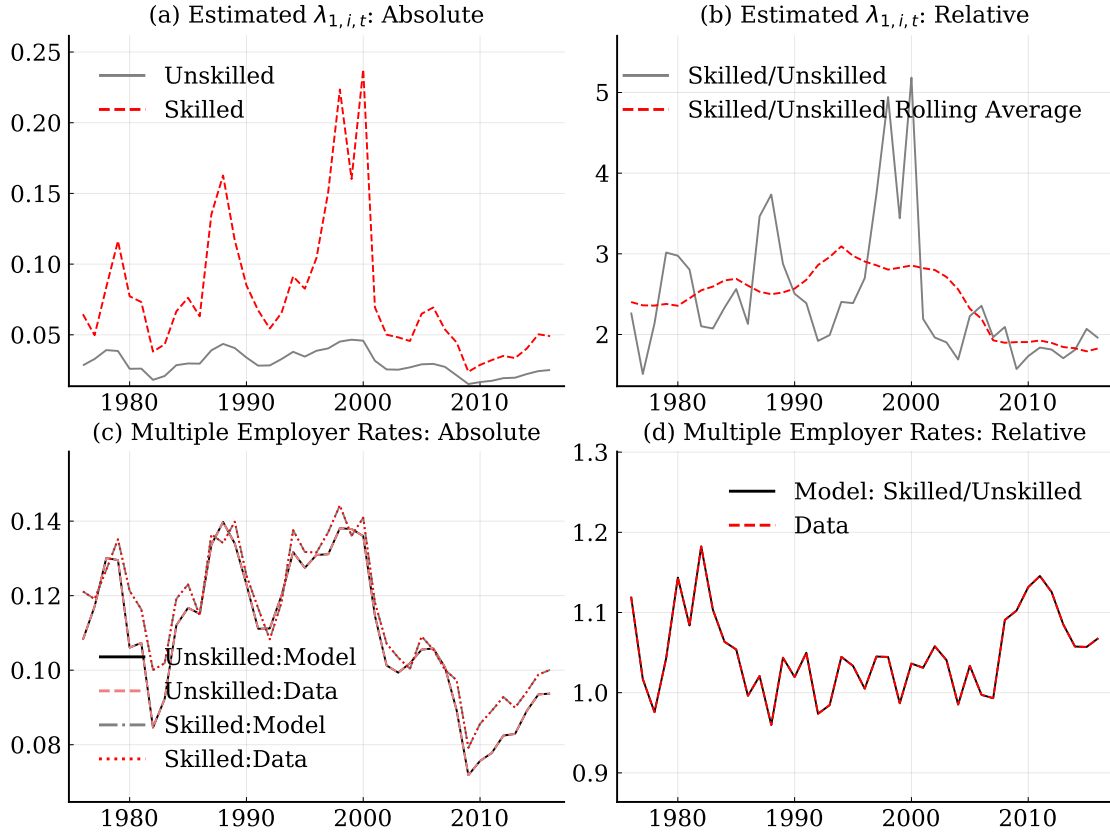 (a) Estimated λ1,i,t: Absolute
0.25
0.20
0.15
0.10
0.05
Unskilled
Skilled
1980 1990 2000 2010
(b) Estimated λ1,i,t: Relative
5
4
3
2
Skilled/Unskilled
Skilled/Unskilled Rolling Average
1980 1990 2000 2010
(c) Multiple Employer Rates: Absolute
0.14
0.12
0.10
0.08
Unskilled:Model
Unskilled:Data
Skilled:Model
Skilled:Data
1980 1990 2000 2010
(d) Multiple Employer Rates: Relative
1.3
1.2
1.1
1.0
0.9
Model: Skilled/Unskilled
Data
1980 1990 2000 2010